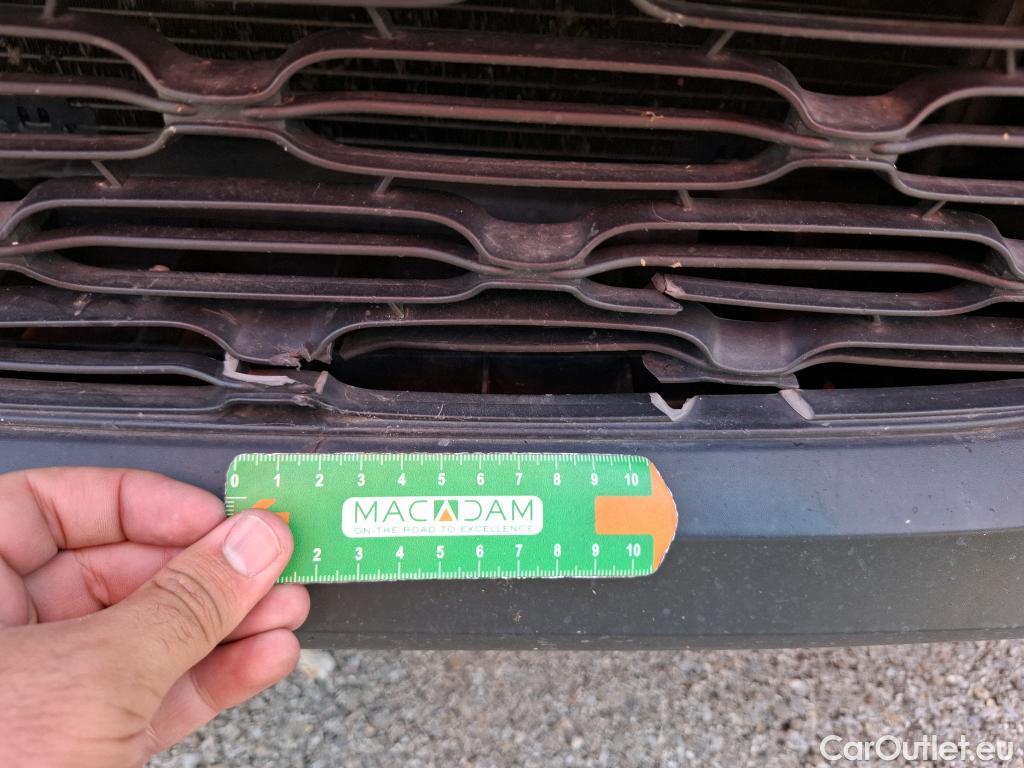 0 1 2 3 4 5 6 7 8 9 10
MACADAM
ON THE ROAD TO EXCELLENCE
2 3 4 5 6 7 8 9 10
CarOutlet.eu